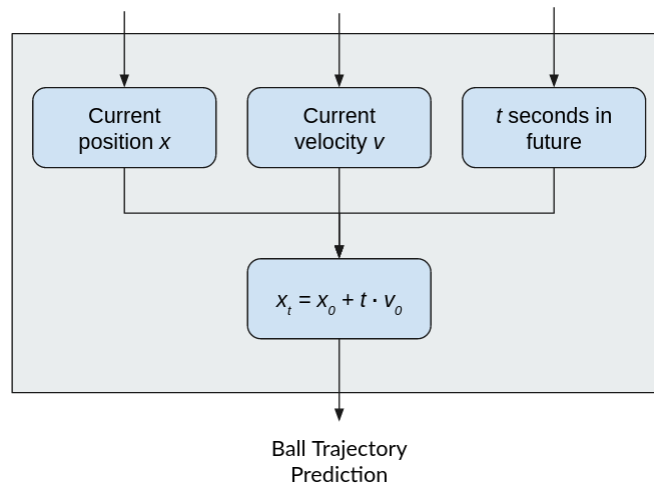 Current
position x
Current
velocity v
t seconds in
future
xₜ = x₀ + t · v₀
Ball Trajectory
Prediction